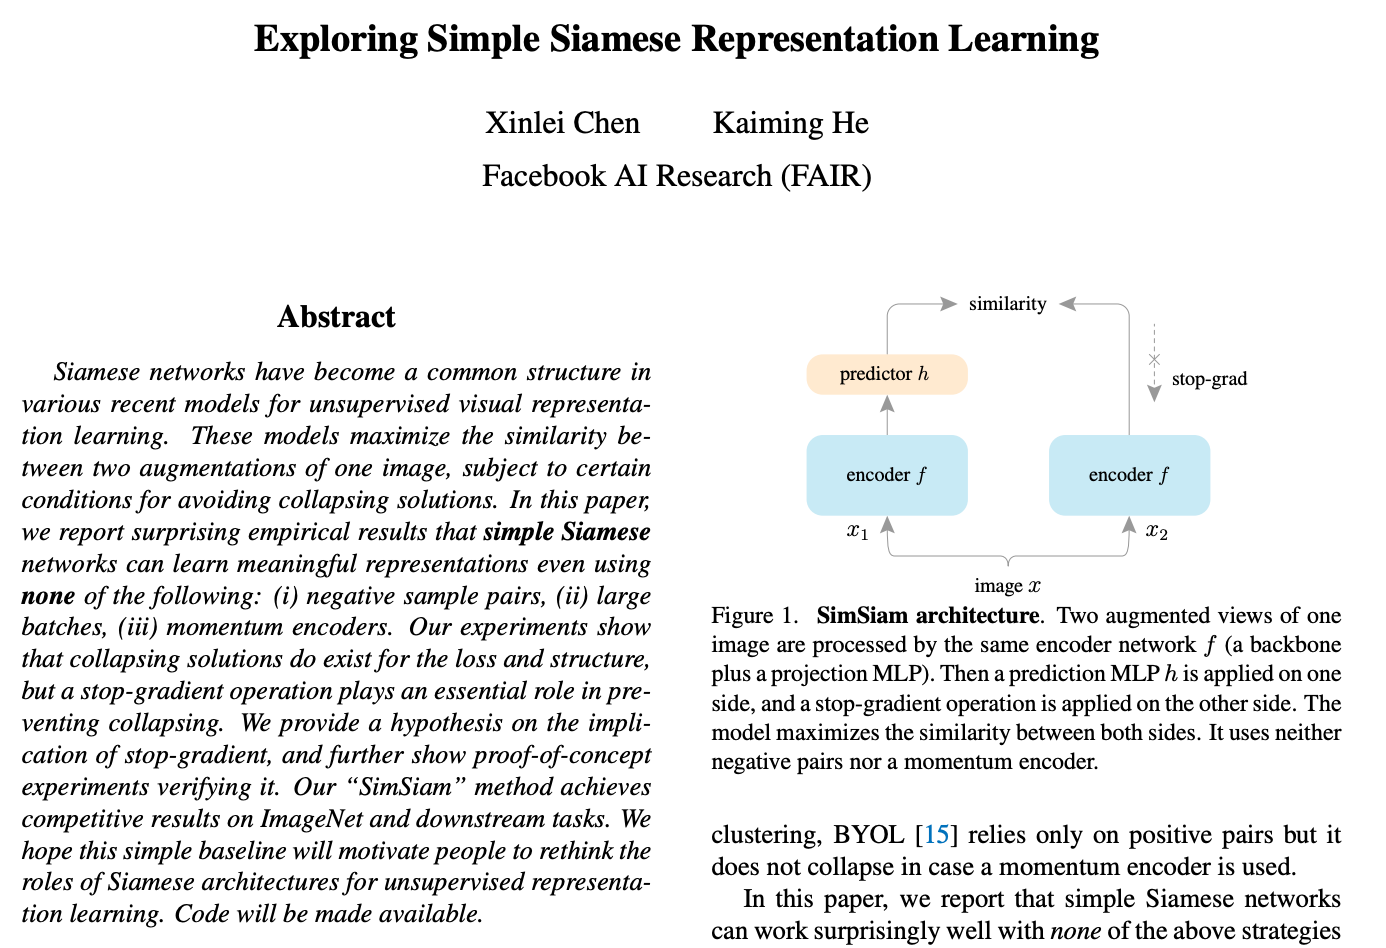 Exploring Simple Siamese Representation Learning
Xinlei Chen Kaiming He
Facebook AI Research (FAIR)
Abstract
Siamese networks have become a common structure in
various recent models for unsupervised visual representa-
tion learning. These models maximize the similarity be-
tween two augmentations of one image, subject to certain
conditions for avoiding collapsing solutions. In this paper,
we report surprising empirical results that simple Siamese
networks can learn meaningful representations even using
none of the following: (i) negative sample pairs, (ii) large
batches, (iii) momentum encoders. Our experiments show
that collapsing solutions do exist for the loss and structure,
but a stop-gradient operation plays an essential role in pre-
venting collapsing. We provide a hypothesis on the impli-
cation of stop-gradient, and further show proof-of-concept
experiments verifying it. Our “SimSiam” method achieves
competitive results on ImageNet and downstream tasks. We
hope this simple baseline will motivate people to rethink the
roles of Siamese architectures for unsupervised representa-
tion learning. Code will be made available.
similarity
predictor h
stop-grad
encoder f
encoder f
x1
x2
image x
Figure 1. SimSiam architecture. Two augmented views of one
image are processed by the same encoder network f (a backbone
plus a projection MLP). Then a prediction MLP h is applied on one
side, and a stop-gradient operation is applied on the other side. The
model maximizes the similarity between both sides. It uses neither
negative pairs nor a momentum encoder.
clustering, BYOL [15] relies only on positive pairs but it
does not collapse in case a momentum encoder is used.
In this paper, we report that simple Siamese networks
can work surprisingly well with none of the above strategies